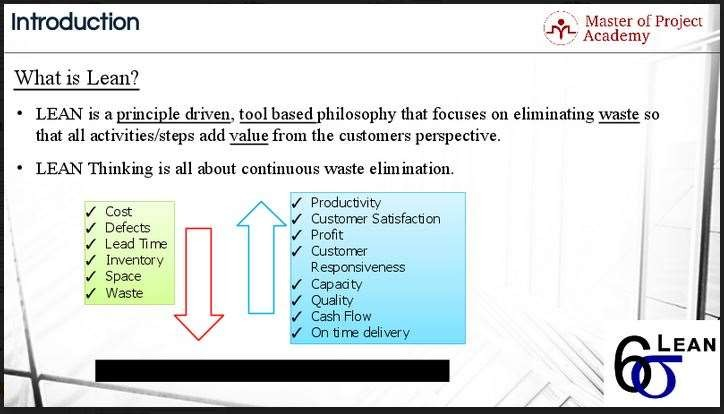 Introduction
Master of Project
Academy
What is Lean?
• LEAN is a principle driven, tool based philosophy that focuses on eliminating waste so
that all activities/steps add value from the customers perspective.
• LEAN Thinking is all about continuous waste elimination.
✓ Cost
✓ Defects
✓ Lead Time
✓ Inventory
✓ Space
✓ Waste
✓ Productivity
✓ Customer Satisfaction
✓ Profit
✓ Customer
Responsiveness
✓ Capacity
✓ Quality
✓ Cash Flow
✓ On time delivery
6σ LEAN